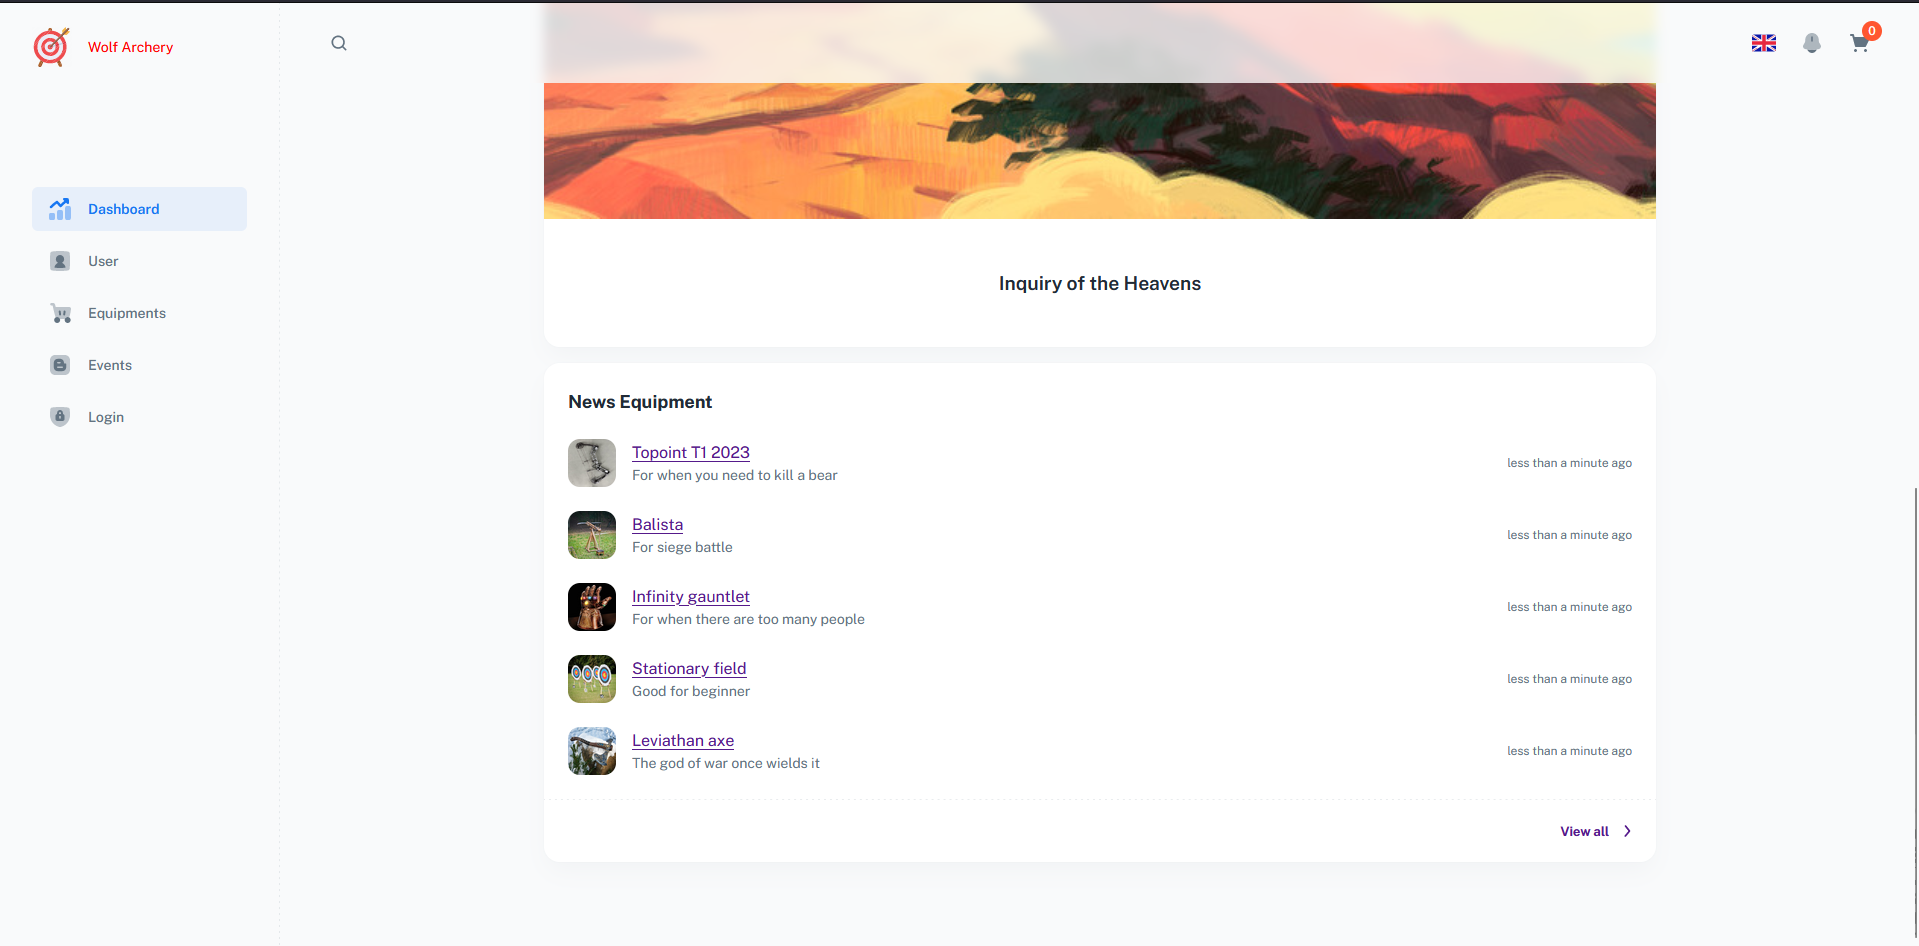 Wolf Archery
0
Dashboard
User
Equipments
Events
Login
Inquiry of the Heavens
News Equipment
Topoint T1 2023
For when you need to kill a bear
less than a minute ago
Balista
For siege battle
less than a minute ago
Infinity gauntlet
For when there are too many people
less than a minute ago
Stationary field
Good for beginner
less than a minute ago
Leviathan axe
The god of war once wields it
less than a minute ago
View all